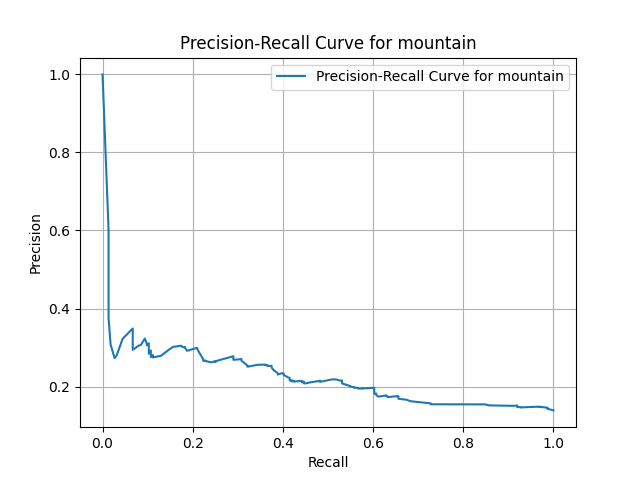 Precision-Recall Curve for mountain
Precision-Recall Curve for mountain
1.0
0.8
0.6
0.4
0.2
Precision
0.0 0.2 0.4 0.6 0.8 1.0
Recall